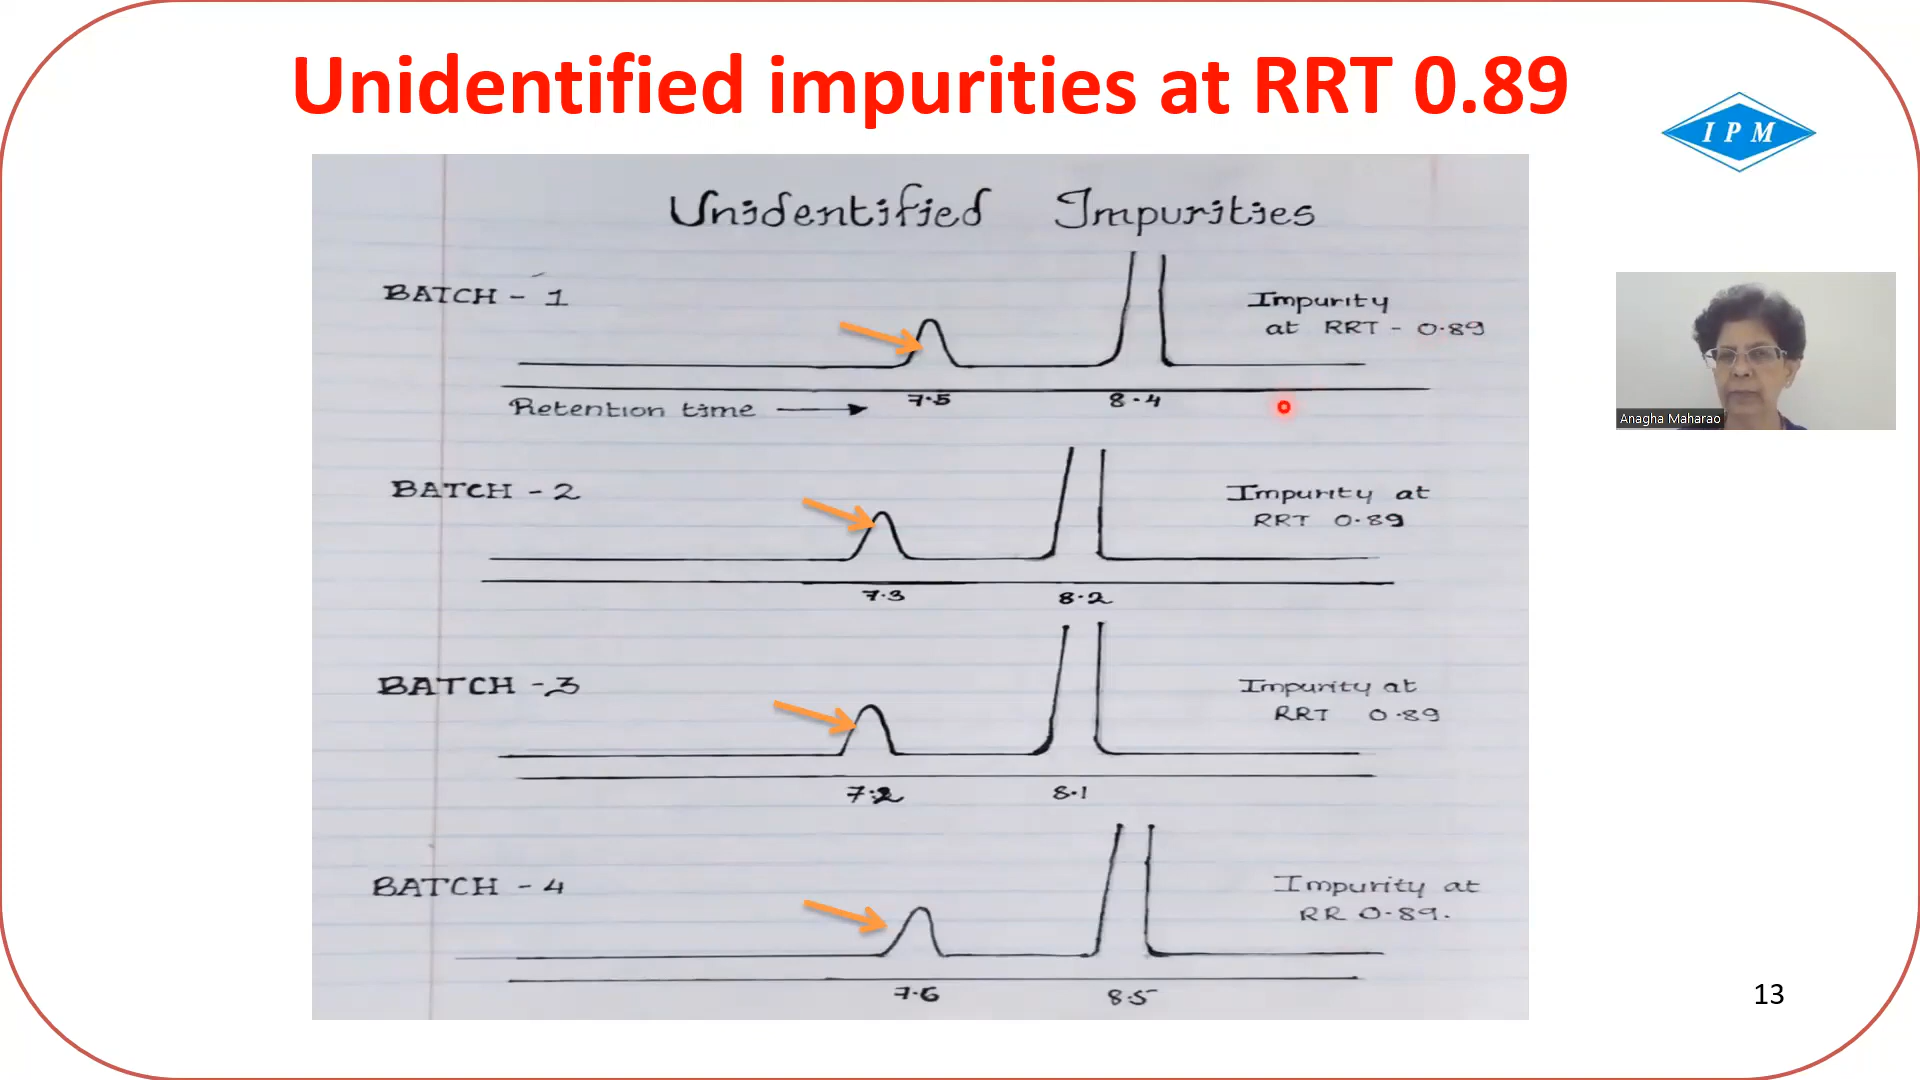 Unidentified impurities at RRT 0.89
IPM
Unidentified Impurities
BATCH - 1
Impurity
at RRT - 0.89
Retention time
7.5
8.4
Anagha Maharao
BATCH - 2
Impurity at
RRT 0.89
7.3
8.2
BATCH - 3
Impurity at
RRT 0.89
7.2
8.1
BATCH - 4
Impurity at
RR 0.89.
7.6
8.5
13